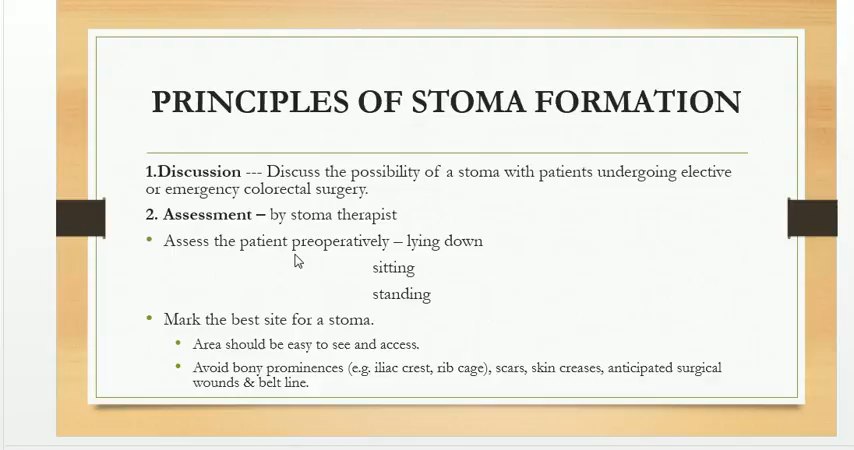 PRINCIPLES OF STOMA FORMATION
1.Discussion --- Discuss the possibility of a stoma with patients undergoing elective
or emergency colorectal surgery.
2. Assessment – by stoma therapist
• Assess the patient preoperatively – lying down
sitting
standing
• Mark the best site for a stoma.
• Area should be easy to see and access.
• Avoid bony prominences (e.g. iliac crest, rib cage), scars, skin creases, anticipated surgical
wounds & belt line.